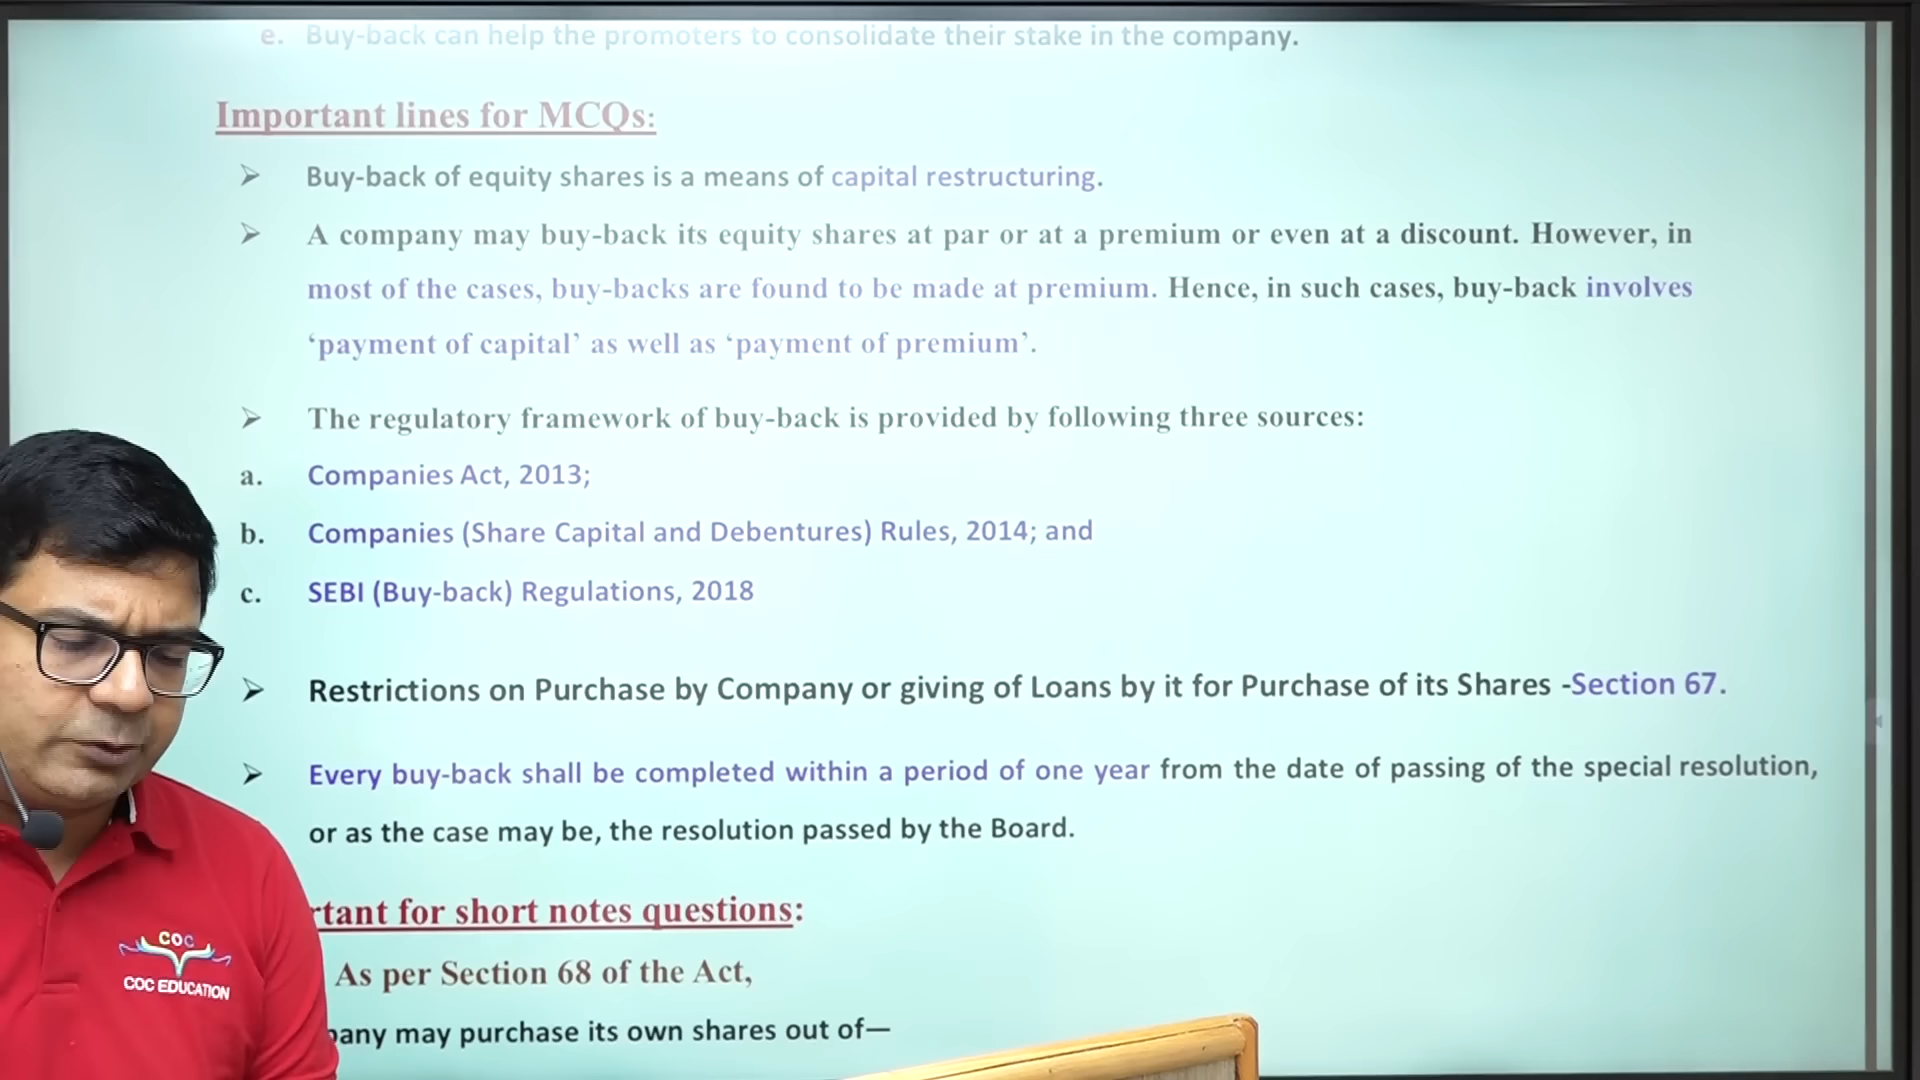 e. Buy-back can help the promoters to consolidate their stake in the company.
Important lines for MCQs:
➢ Buy-back of equity shares is a means of capital restructuring.
➢ A company may buy-back its equity shares at par or at a premium or even at a discount. However, in
most of the cases, buy-backs are found to be made at premium. Hence, in such cases, buy-back involves
‘payment of capital’ as well as ‘payment of premium’.
➢ The regulatory framework of buy-back is provided by following three sources:
a. Companies Act, 2013;
b. Companies (Share Capital and Debentures) Rules, 2014; and
c. SEBI (Buy-back) Regulations, 2018
➢ Restrictions on Purchase by Company or giving of Loans by it for Purchase of its Shares -Section 67.
➢ Every buy-back shall be completed within a period of one year from the date of passing of the special resolution,
or as the case may be, the resolution passed by the Board.
rtant for short notes questions:
As per Section 68 of the Act,
pany may purchase its own shares out of—
COC
COC EDUCATION